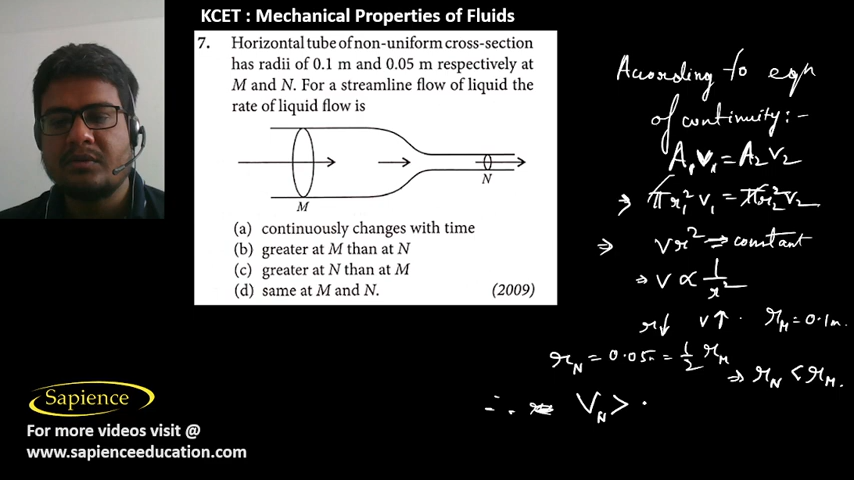 KCET : Mechanical Properties of Fluids
7. Horizontal tube of non-uniform cross-section
has radii of 0.1 m and 0.05 m respectively at
M and N. For a streamline flow of liquid the
rate of liquid flow is
M
N
(a) continuously changes with time
(b) greater at M than at N
(c) greater at N than at M
(d) same at M and N. (2009)
According to eqn
of continuity:-
A₁v₁ = A₂v₂
⇒ πr₁²v₁ = πr₂²v₂
⇒ vr² = constant
⇒ v ∝ 1/r²
r↓ v↑. r_M = 0.1m.
r_N = 0.05m = 1/2 r_M
⇒ r_N < r_M.
∴ V_N >
Sapience
For more videos visit @
www.sapienceeducation.com